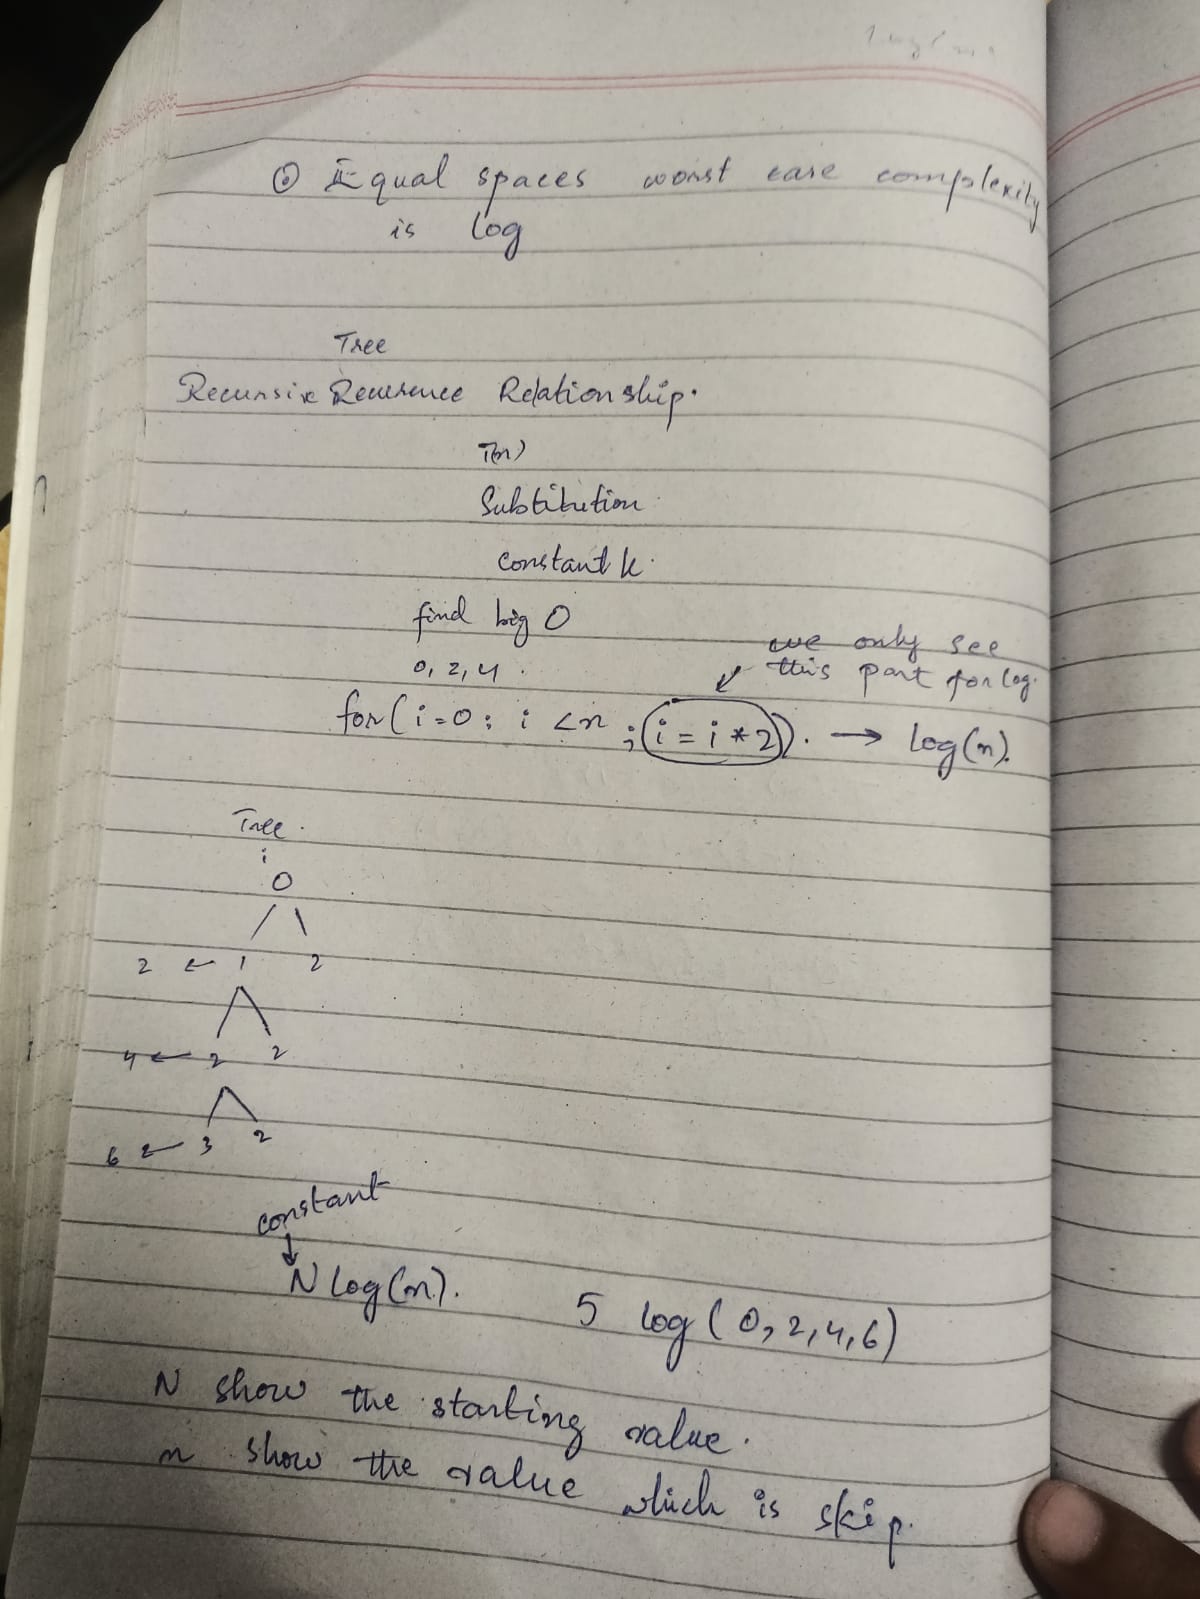 Equal spaces worst case complexity
is log
Tree
Recursive Recurrence Relationship.
T(n)
Substitution
constant k.
find big O
we only see
0, 2, 4.
this part for log.
for( i=0; i <n ; i = i * 2). → log(n).
Tree.
i
0
2 ← 1 2
4 ← 2 2
6 ← 3 2
constant
↓
N log(n).
5 log ( 0, 2, 4, 6)
N show the starting value.
n show the value which is skip.